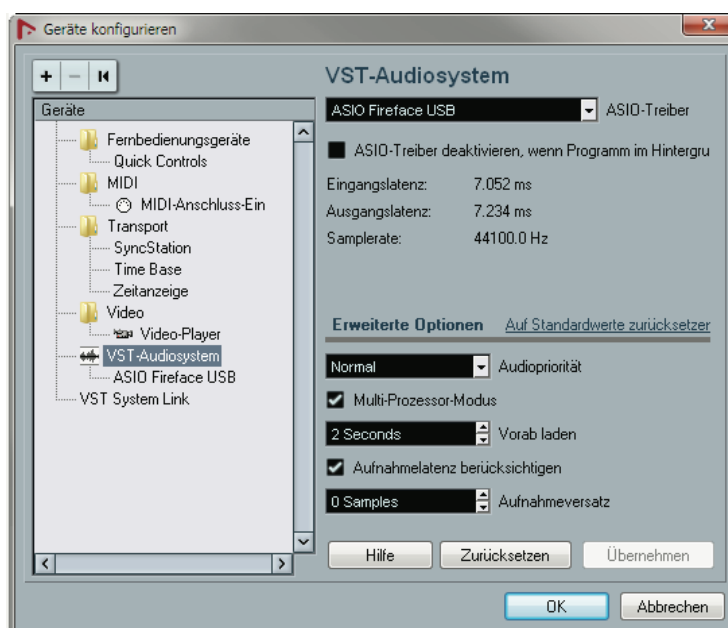 Geräte konfigurieren
Geräte
Fernbedienungsgeräte
Quick Controls
MIDI
MIDI-Anschluss-Ein
Transport
SyncStation
Time Base
Zeitanzeige
Video
Video-Player
VST-Audiosystem
ASIO Fireface USB
VST System Link
VST-Audiosystem
ASIO Fireface USB ASIO-Treiber
ASIO-Treiber deaktivieren, wenn Programm im Hintergru
Eingangslatenz: 7.052 ms
Ausgangslatenz: 7.234 ms
Samplerate: 44100.0 Hz
Erweiterte Optionen Auf Standardwerte zurücksetzer
Normal Audiopriorität
Multi-Prozessor-Modus
2 Seconds Vorab laden
Aufnahmelatenz berücksichtigen
0 Samples Aufnahmeversatz
Hilfe Zurücksetzen Übernehmen
OK Abbrechen